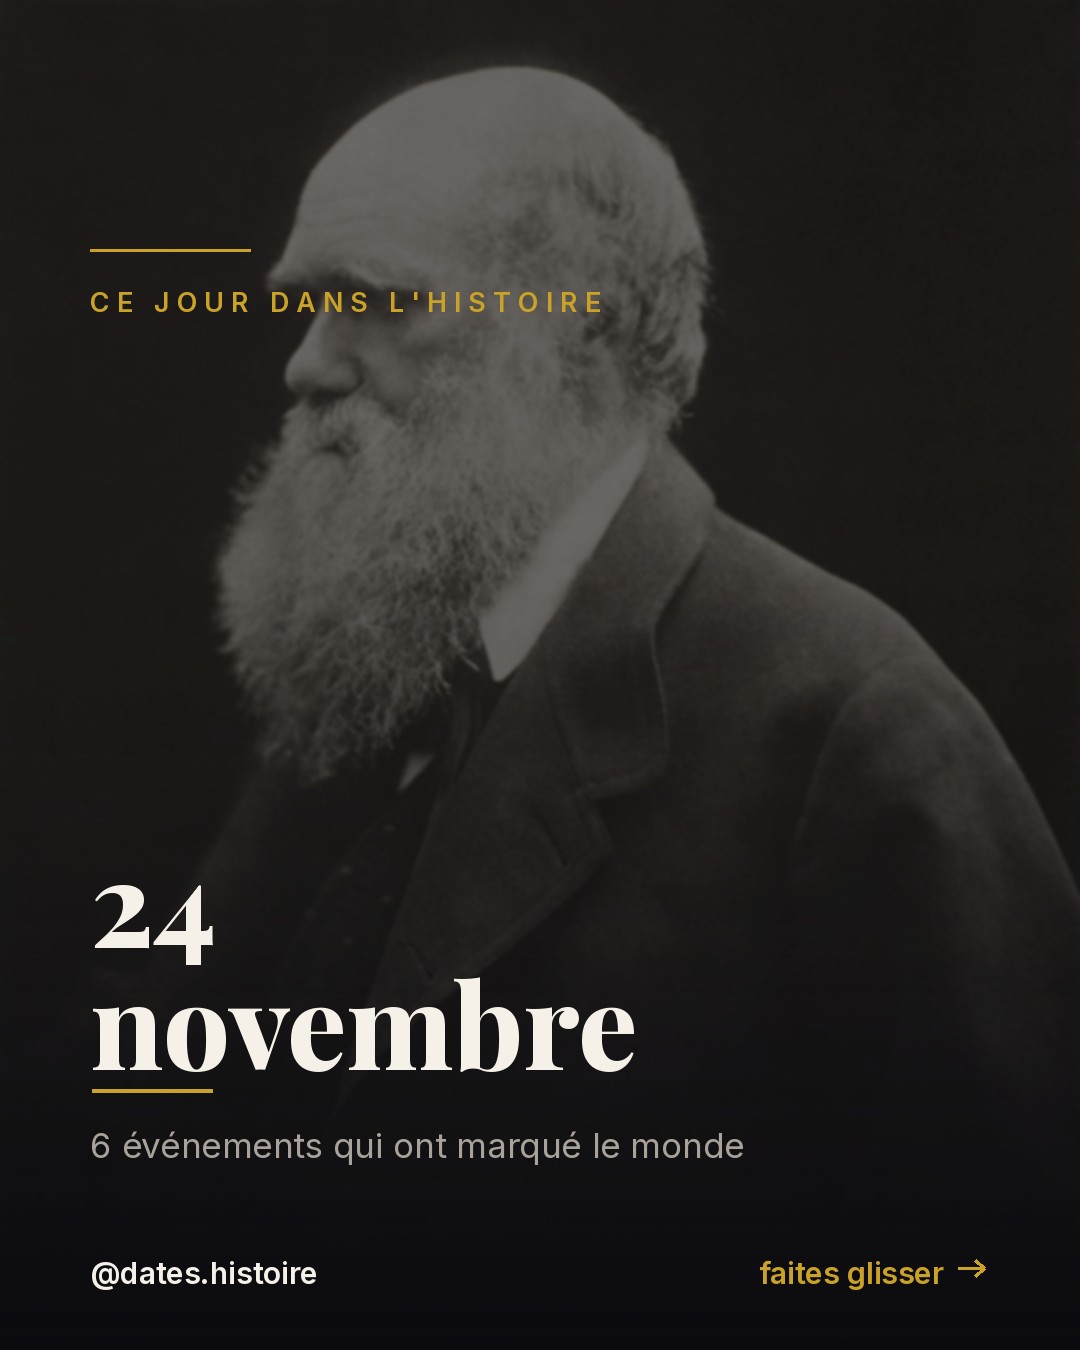 CE JOUR DANS L'HISTOIRE
24
novembre
6 événements qui ont marqué le monde
@dates.histoire
faites glisser →